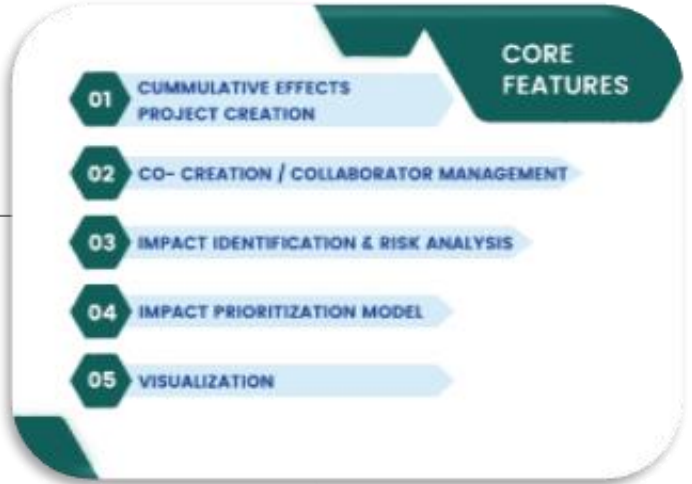 CORE
FEATURES
01
CUMMULATIVE EFFECTS
PROJECT CREATION
02
CO- CREATION / COLLABORATOR MANAGEMENT
03
IMPACT IDENTIFICATION & RISK ANALYSIS
04
IMPACT PRIORITIZATION MODEL
05
VISUALIZATION